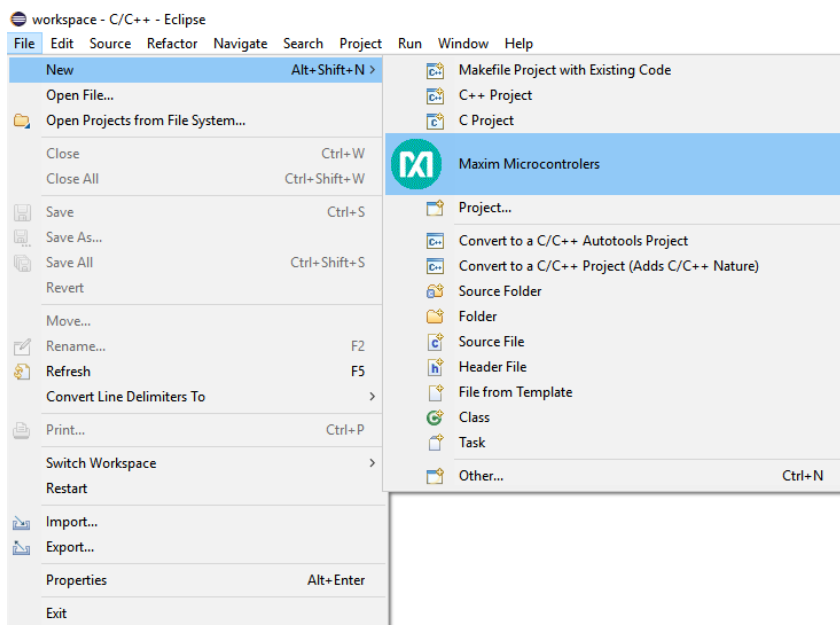 workspace - C/C++ - Eclipse
File Edit Source Refactor Navigate Search Project Run Window Help
New Alt+Shift+N >
Open File...
Open Projects from File System...
Close Ctrl+W
Close All Ctrl+Shift+W
Save Ctrl+S
Save As...
Save All Ctrl+Shift+S
Revert
Move...
Rename... F2
Refresh F5
Convert Line Delimiters To >
Print... Ctrl+P
Switch Workspace >
Restart
Import...
Export...
Properties Alt+Enter
Exit
Makefile Project with Existing Code
C++ Project
C Project
Maxim Microcontrolers
Project...
Convert to a C/C++ Autotools Project
Convert to a C/C++ Project (Adds C/C++ Nature)
Source Folder
Folder
Source File
Header File
File from Template
Class
Task
Other... Ctrl+N